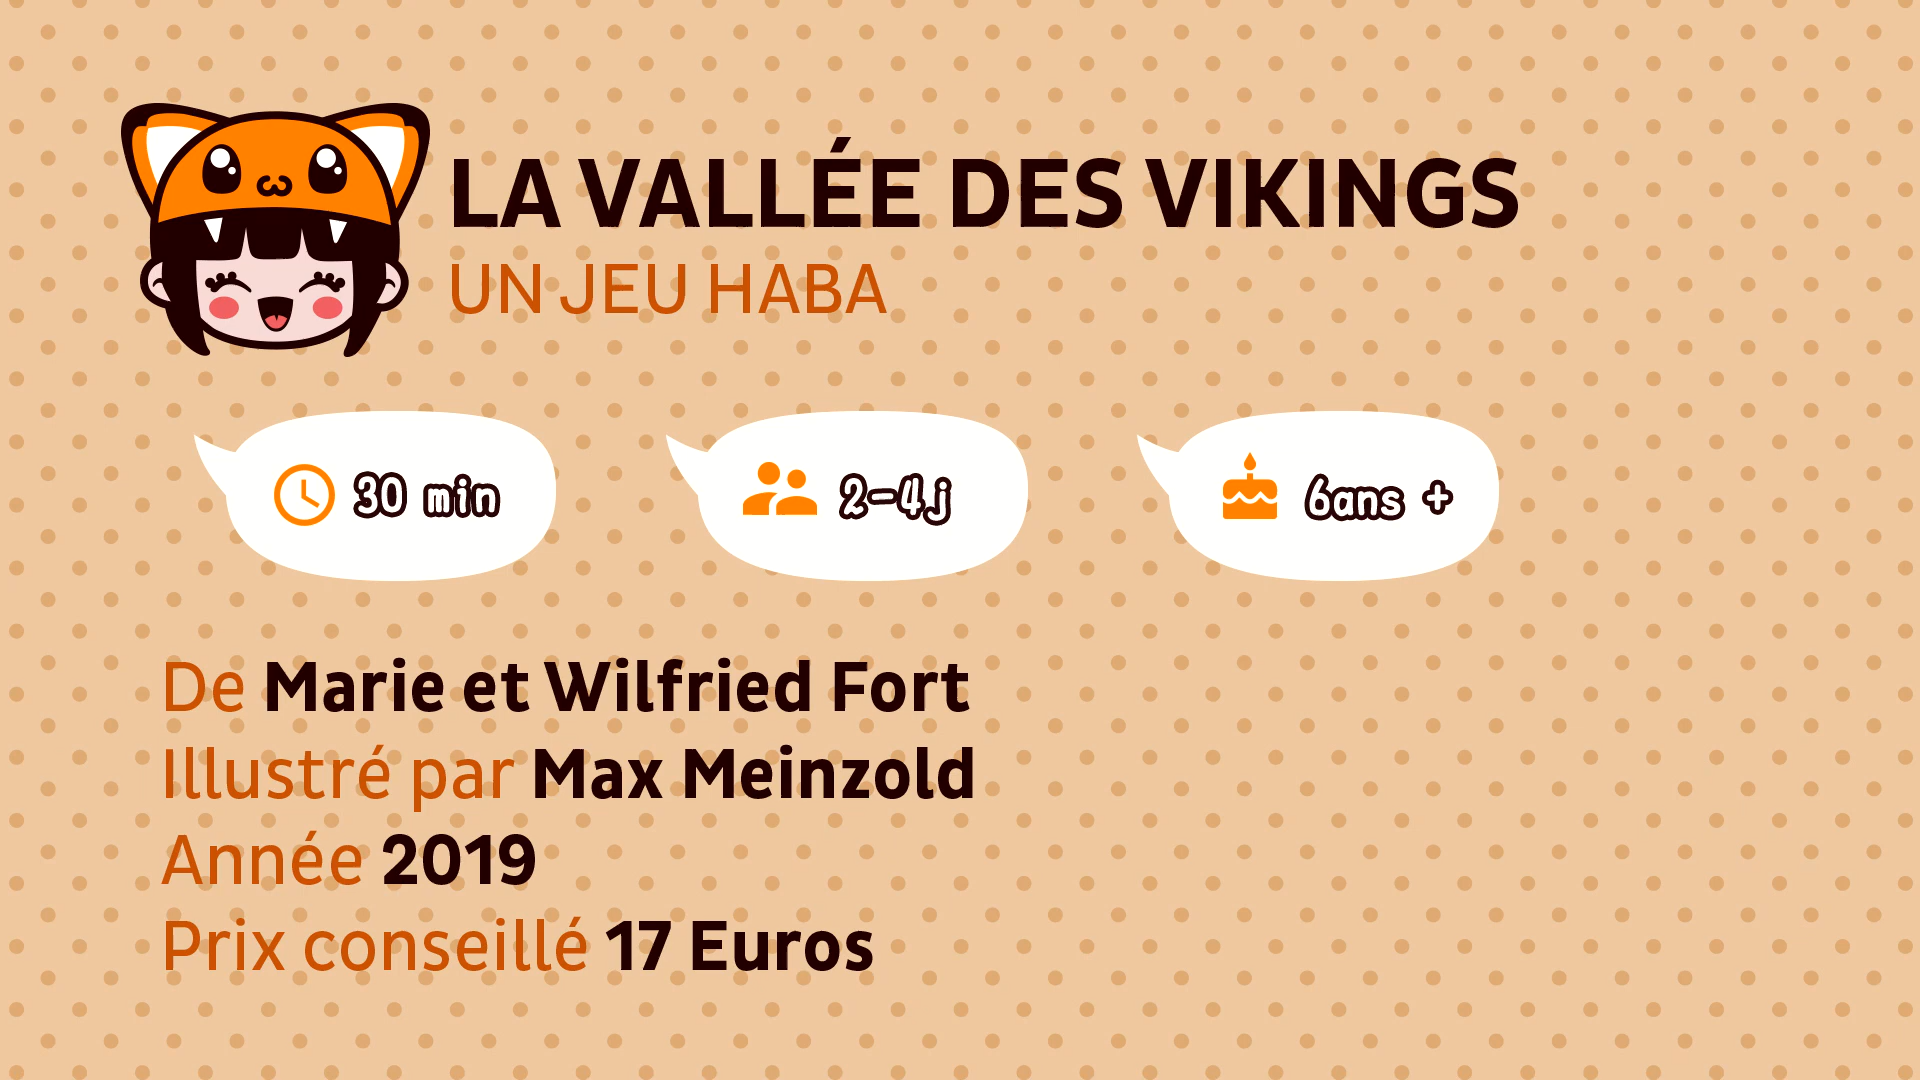 LA VALLÉE DES VIKINGS
UN JEU HABA
30 min
2-4j
6ans +
De Marie et Wilfried Fort
Illustré par Max Meinzold
Année 2019
Prix conseillé 17 Euros